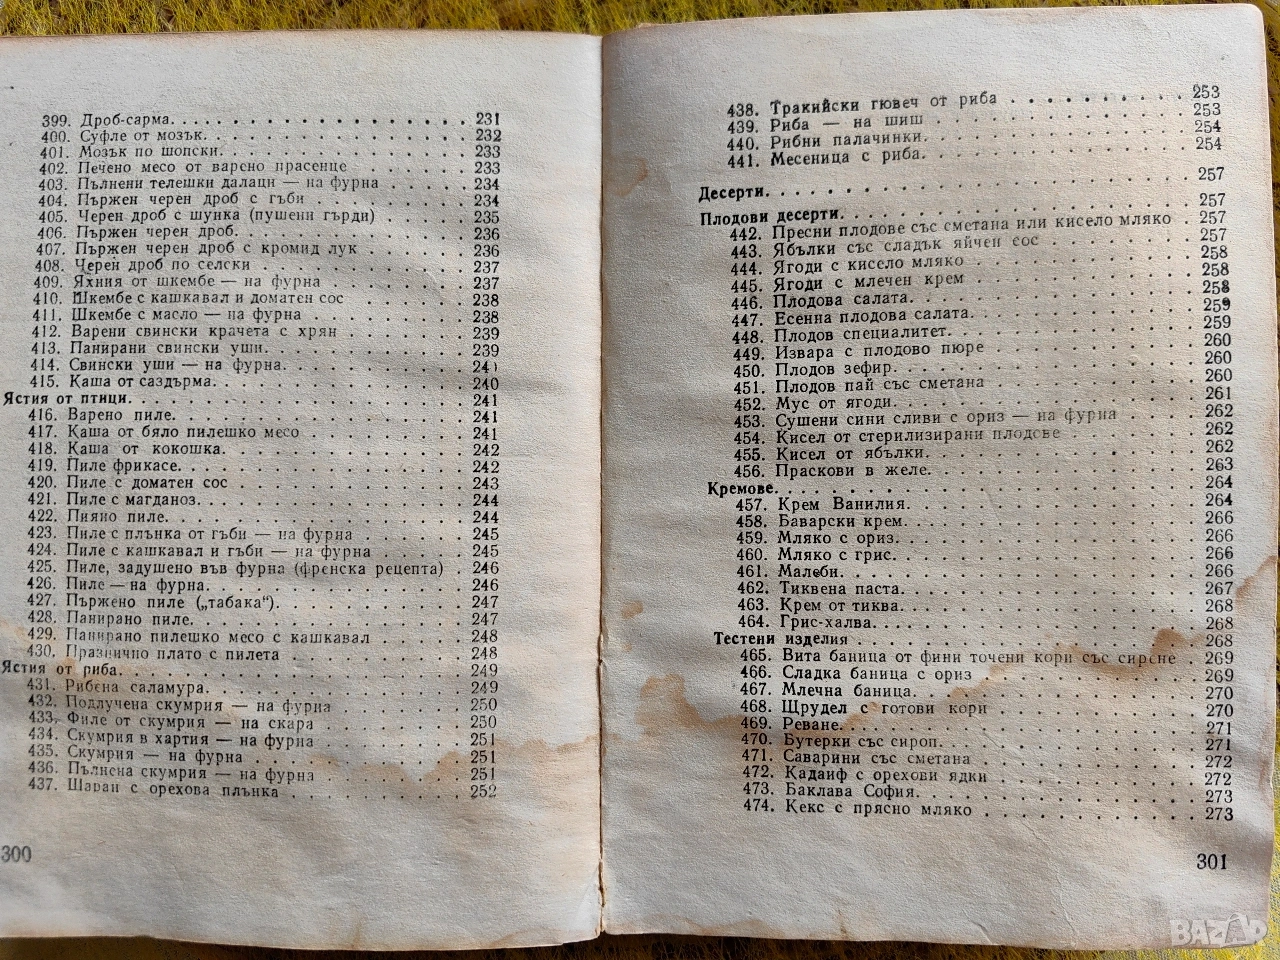 399. Дроб-сарма. . . . . . . . . . . . . . . . . . 231
400. Суфле от мозък. . . . . . . . . . . . . . . . 232
401. Мозък по шопски. . . . . . . . . . . . . . . 233
402. Печено месо от варено прасенце . . . . . . . 233
403. Пълнени телешки далаци — на фурна . . . . . 234
404. Пържен черен дроб с гъби . . . . . . . . . . 234
405. Черен дроб с шунка (пушени гърди) . . . . . 235
406. Пържен черен дроб. . . . . . . . . . . . . . 236
407. Пържен черен дроб с кромид лук . . . . . . . 236
408. Черен дроб по селски . . . . . . . . . . . . 237
409. Яхния от шкембе — на фурна . . . . . . . . . 237
410. Шкембе с кашкавал и доматен сос . . . . . . 238
411. Шкембе с масло — на фурна . . . . . . . . . 238
412. Варени свински крачета с хрян . . . . . . . 239
413. Панирани свински уши. . . . . . . . . . . . 239
414. Свински уши — на фурна. . . . . . . . . . . 24
415. Каша от саздърма. . . . . . . . . . . . . . 240
Ястия от птици. . . . . . . . . . . . . . . . . . 241
416. Варено пиле. . . . . . . . . . . . . . . . . 241
417. Каша от бяло пилешко месо . . . . . . . . . 241
418. Каша от кокошка. . . . . . . . . . . . . . . 242
419. Пиле фрикасе. . . . . . . . . . . . . . . . 242
420. Пиле с доматен сос . . . . . . . . . . . . . 243
421. Пиле с магданоз. . . . . . . . . . . . . . . 244
422. Пияно пиле. . . . . . . . . . . . . . . . . 244
423. Пиле с плънка от гъби — на фурна . . . . . . 245
424. Пиле с кашкавал и гъби — на фурна . . . . . 245
425. Пиле, задушено във фурна (френска рецепта) . 246
426. Пиле — на фурна. . . . . . . . . . . . . . . 246
427. Пържено пиле („табака“). . . . . . . . . . . 247
428. Панирано пиле. . . . . . . . . . . . . . . . 247
429. Панирано пилешко месо с кашкавал . . . . . . 248
430. Празнично плато с пилета . . . . . . . . . . 248
Ястия от риба. . . . . . . . . . . . . . . . . . 249
431. Рибена саламура. . . . . . . . . . . . . . . 249
432. Подлучена скумрия — на фурна . . . . . . . . 250
433. Филе от скумрия — на скара . . . . . . . . . 250
434. Скумрия в хартия — на фурна . . . . . . . . 251
435. Скумрия — на фурна . . . . . . . . . . . . . 251
436. Пълнена скумрия — на фурна . . . . . . . . . 251
437. Шаран с орехова плънка . . . . . . . . . . . 252
300
438. Тракийски гювеч от риба . . . . . . . . . . 253
439. Риба — на шиш . . . . . . . . . . . . . . . 253
440. Рибни палачинки. . . . . . . . . . . . . . . 254
441. Месеница с риба. . . . . . . . . . . . . . . 254
Десерти. . . . . . . . . . . . . . . . . . . . . 257
Плодови десерти. . . . . . . . . . . . . . . . . 257
442. Пресни плодове със сметана или кисело мляко . 257
443. Ябълки със сладък яйчен сос . . . . . . . . 257
444. Ягоди с кисело мляко . . . . . . . . . . . . 258
445. Ягоди с млечен крем . . . . . . . . . . . . 258
446. Плодова салата. . . . . . . . . . . . . . . 258
447. Есенна плодова салата. . . . . . . . . . . . 259
448. Плодов специалитет. . . . . . . . . . . . . 259
449. Извара с плодово пюре . . . . . . . . . . . 260
450. Плодов зефир. . . . . . . . . . . . . . . . 260
451. Плодов пай със сметана . . . . . . . . . . . 260
452. Мус от ягоди. . . . . . . . . . . . . . . . 261
453. Сушени сини сливи с ориз — на фурна . . . . 262
454. Кисел от стерилизирани плодове . . . . . . . 262
455. Кисел от ябълки. . . . . . . . . . . . . . . 262
456. Праскови в желе. . . . . . . . . . . . . . . 263
Кремове. . . . . . . . . . . . . . . . . . . . . 264
457. Крем Ванилия. . . . . . . . . . . . . . . . 264
458. Баварски крем. . . . . . . . . . . . . . . . 266
459. Мляко с ориз. . . . . . . . . . . . . . . . 266
460. Мляко с грис. . . . . . . . . . . . . . . . 266
461. Малеби. . . . . . . . . . . . . . . . . . . 266
462. Тиквена паста. . . . . . . . . . . . . . . . 267
463. Крем от тиква. . . . . . . . . . . . . . . . 268
464. Грис-халва. . . . . . . . . . . . . . . . . 268
Тестени изделия . . . . . . . . . . . . . . . . . 268
465. Вита баница от фини точени кори със сирене . 269
466. Сладка баница с ориз . . . . . . . . . . . . 269
467. Млечна баница. . . . . . . . . . . . . . . . 270
468. Щрудел с готови кори . . . . . . . . . . . . 270
469. Реване. . . . . . . . . . . . . . . . . . . 271
470. Бутерки със сироп. . . . . . . . . . . . . . 271
471. Саварини със сметана . . . . . . . . . . . . 272
472. Кадаиф с орехови ядки . . . . . . . . . . . 272
473. Баклава София. . . . . . . . . . . . . . . . 273
474. Кекс с прясно мляко . . . . . . . . . . . . 273
301
BAZAR